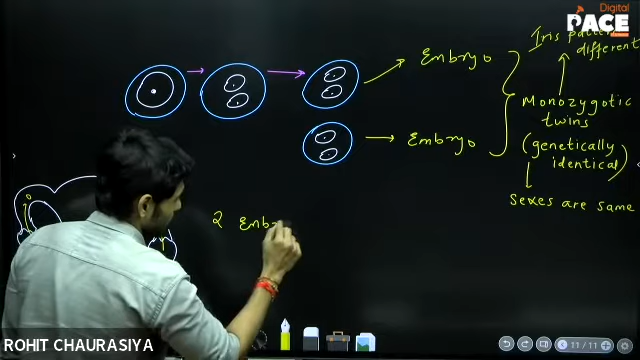 Digital
PACE
Iris pattern
different
Embryo
Monozygotic
twins
Embryo
(genetically
identical)
sexes are same
2 Emb
ROHIT CHAURASIYA
11 / 11